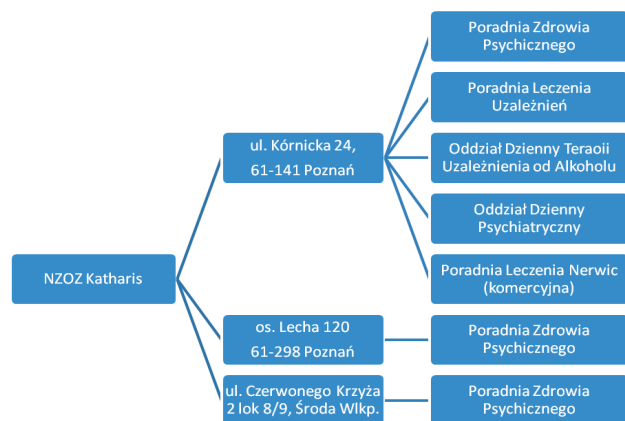 NZOZ Katharis
ul. Kórnicka 24,
61-141 Poznań
Poradnia Zdrowia
Psychicznego
Poradnia Leczenia
Uzależnień
Oddział Dzienny Teraoii
Uzależnienia od Alkoholu
Oddział Dzienny
Psychiatryczny
Poradnia Leczenia Nerwic
(komercyjna)
os. Lecha 120
61-298 Poznań
Poradnia Zdrowia
Psychicznego
ul. Czerwonego Krzyża
2 lok 8/9, Środa Wlkp.
Poradnia Zdrowia
Psychicznego